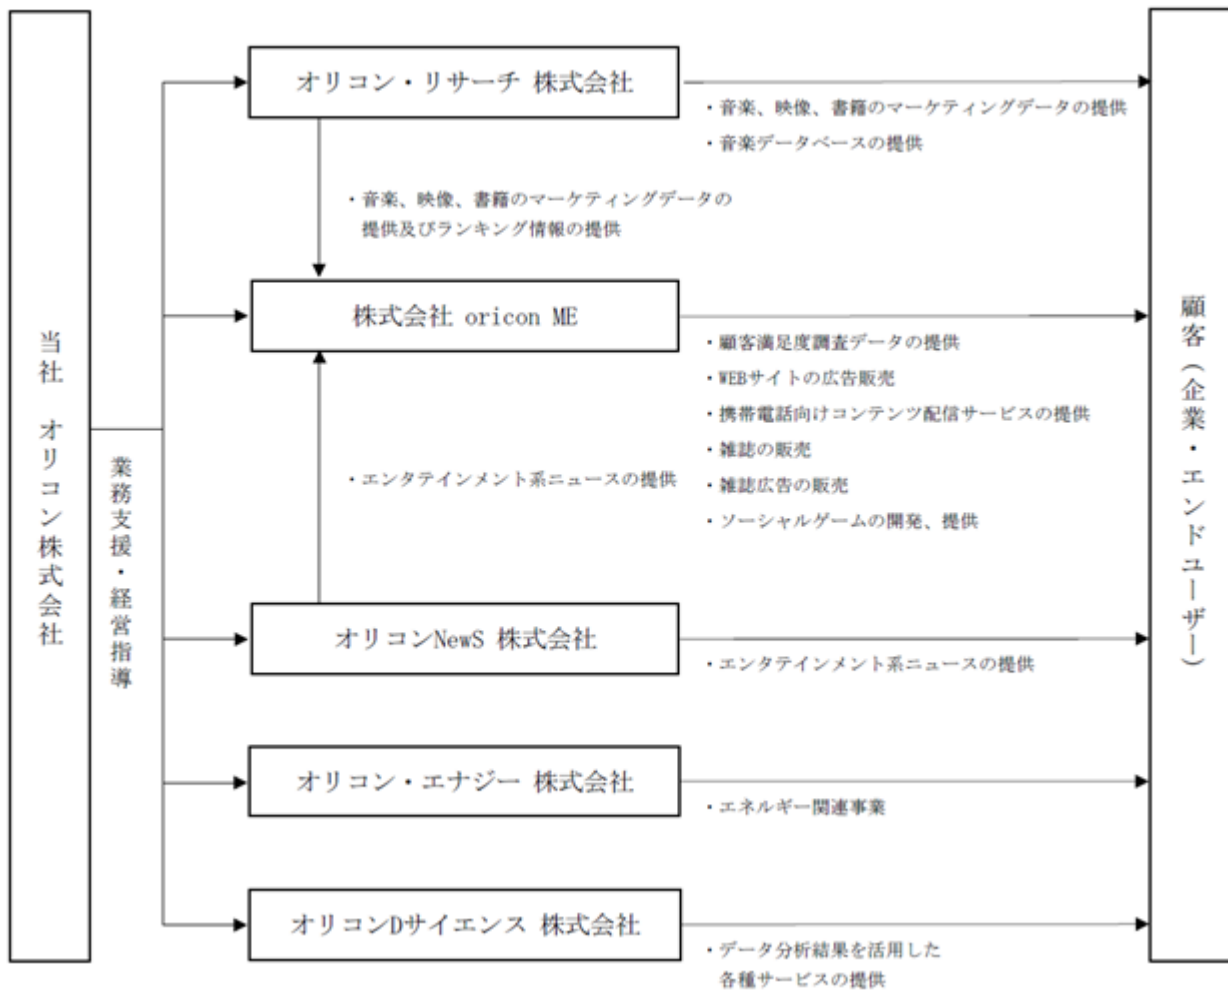 当社 オリコン株式会社
業務支援・経営指導
オリコン・リサーチ 株式会社
・音楽、映像、書籍のマーケティングデータの提供
・音楽データベースの提供
・音楽、映像、書籍のマーケティングデータの
提供及びランキング情報の提供
株式会社 oricon ME
・顧客満足度調査データの提供
・WEBサイトの広告販売
・携帯電話向けコンテンツ配信サービスの提供
・雑誌の販売
・雑誌広告の販売
・ソーシャルゲームの開発、提供
・エンタテインメント系ニュースの提供
オリコンNewS 株式会社
・エンタテインメント系ニュースの提供
オリコン・エナジー 株式会社
・エネルギー関連事業
オリコンDサイエンス 株式会社
・データ分析結果を活用した
各種サービスの提供
顧客(企業・エンドユーザー)